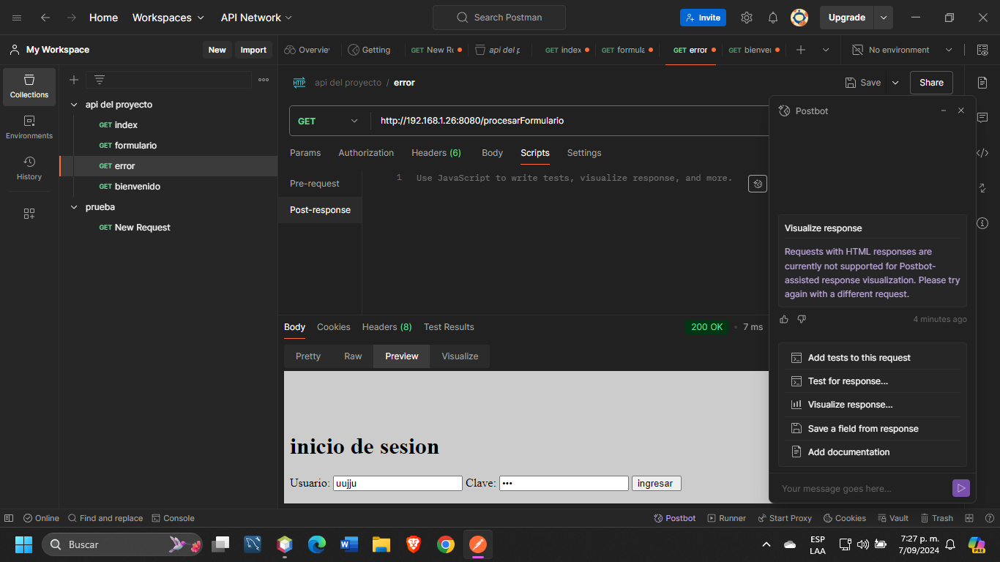 Home Workspaces API Network Search Postman Invite Upgrade
My Workspace New Import Overvie Getting GET New Re api del p GET index GET formula GET error GET bienven No environment
Collections
Environments
History
api del proyecto
GET index
GET formulario
GET error
GET bienvenido
prueba
GET New Request
HTTP api del proyecto / error Save Share
GET http://192.168.1.26:8080/procesarFormulario
Params Authorization Headers (6) Body Scripts Settings
Pre-request
Post-response
1 Use JavaScript to write tests, visualize response, and more.
Body Cookies Headers (8) Test Results 200 OK • 7 ms
Pretty Raw Preview Visualize
inicio de sesion
Usuario: uujju Clave: ••• ingresar
Postbot
Visualize response
Requests with HTML responses are
currently not supported for Postbot-
assisted response visualization. Please try
again with a different request.
4 minutes ago
Add tests to this request
Test for response...
Visualize response...
Save a field from response
Add documentation
Your message goes here...
Online Find and replace Console Postbot Runner Start Proxy Cookies Vault Trash
Buscar
ESP
LAA
7:27 p. m.
7/09/2024
PRE